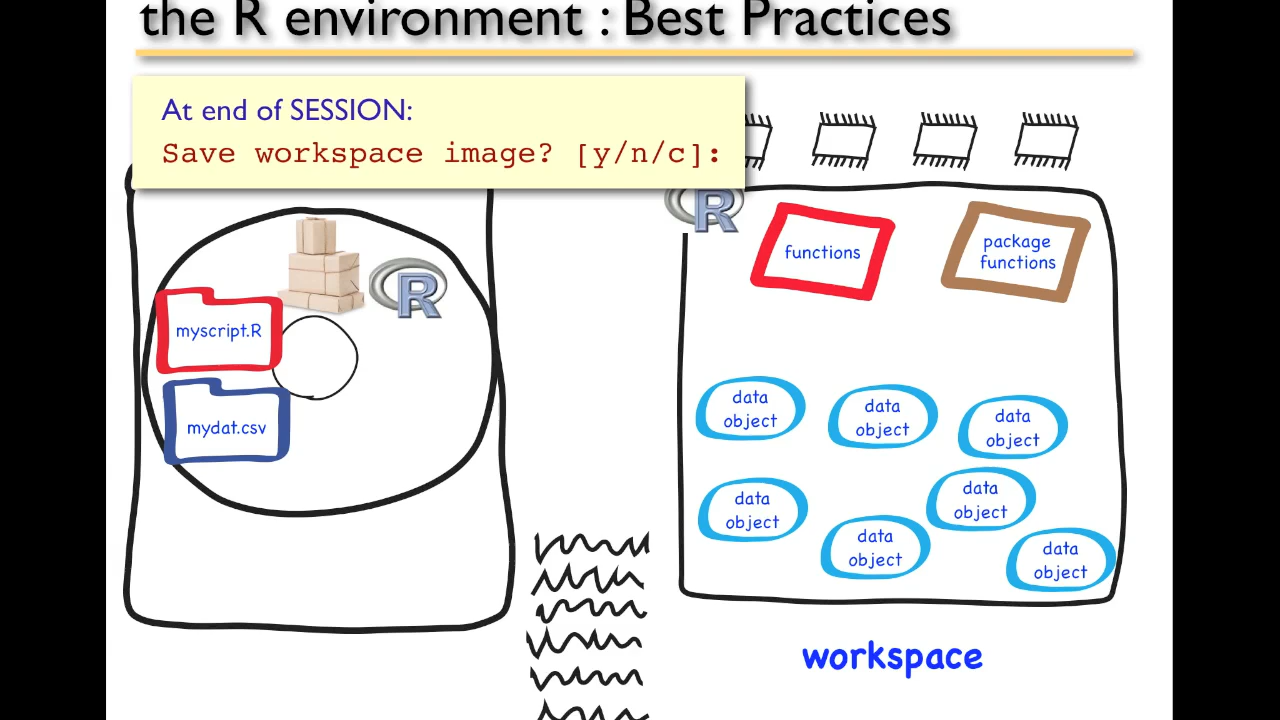 the R environment : Best Practices
At end of SESSION:
Save workspace image? [y/n/c]:
R
R
myscript.R
mydat.csv
functions
package
functions
data
object
data
object
data
object
data
object
data
object
data
object
data
object
workspace